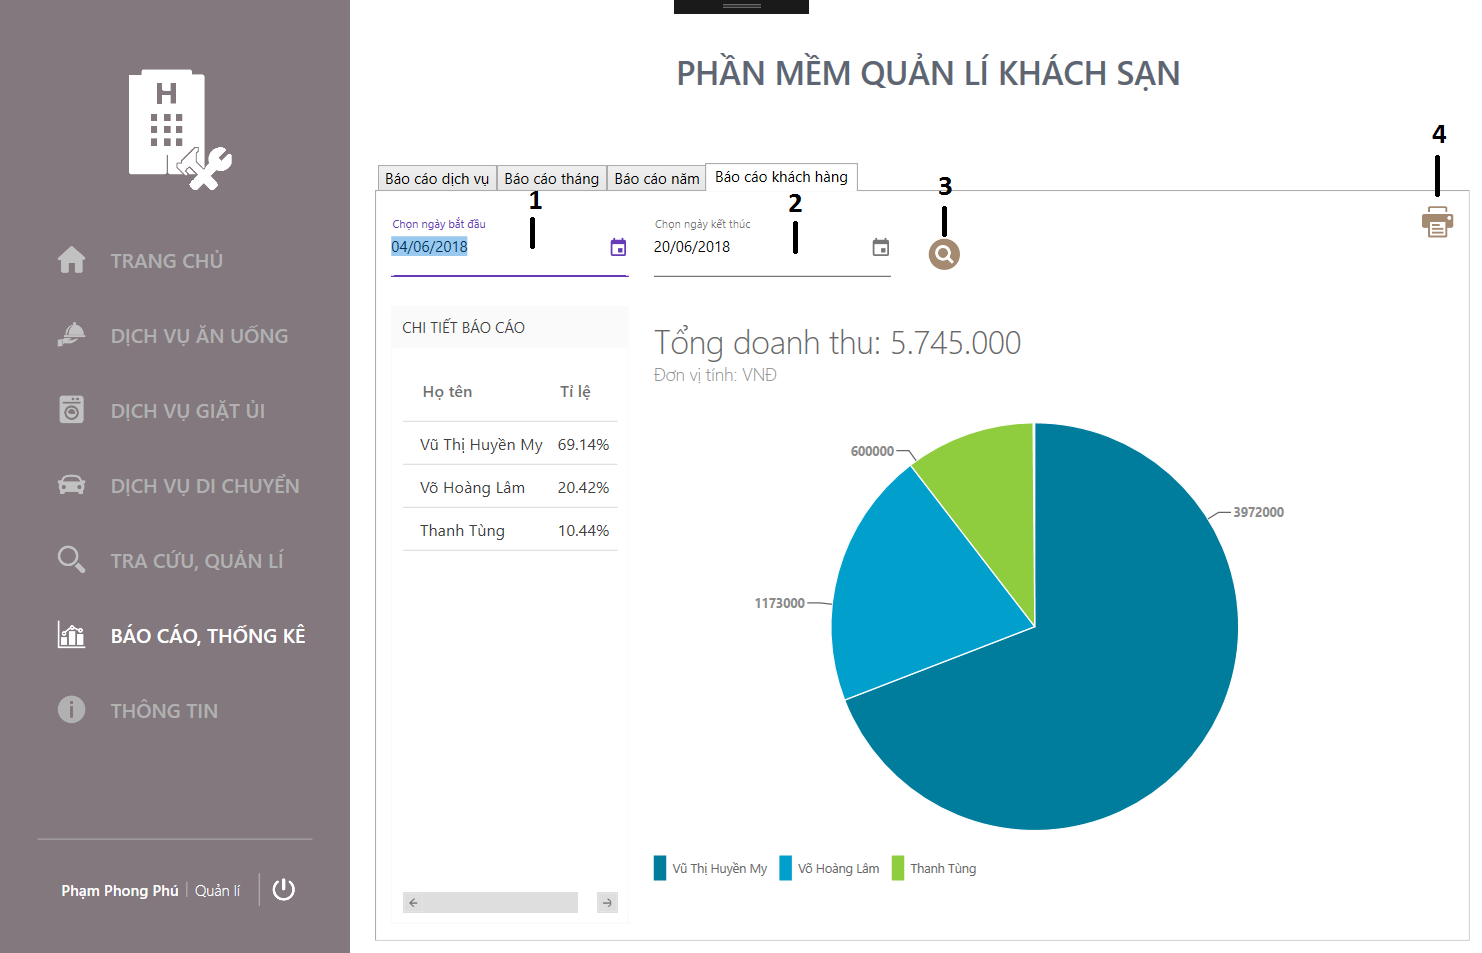 H
PHẦN MỀM QUẢN LÍ KHÁCH SẠN
TRANG CHỦ
DỊCH VỤ ĂN UỐNG
DỊCH VỤ GIẶT ỦI
DỊCH VỤ DI CHUYỂN
TRA CỨU, QUẢN LÍ
BÁO CÁO, THỐNG KÊ
THÔNG TIN
Phạm Phong Phú | Quản lí
Báo cáo dịch vụ Báo cáo tháng Báo cáo năm Báo cáo khách hàng
1 2 3 4
Chọn ngày bắt đầu
04/06/2018
Chọn ngày kết thúc
20/06/2018
CHI TIẾT BÁO CÁO
Họ tên Tỉ lệ
Vũ Thị Huyền My 69.14%
Võ Hoàng Lâm 20.42%
Thanh Tùng 10.44%
Tổng doanh thu: 5.745.000
Đơn vị tính: VNĐ
600000
3972000
1173000
Vũ Thị Huyền My Võ Hoàng Lâm Thanh Tùng